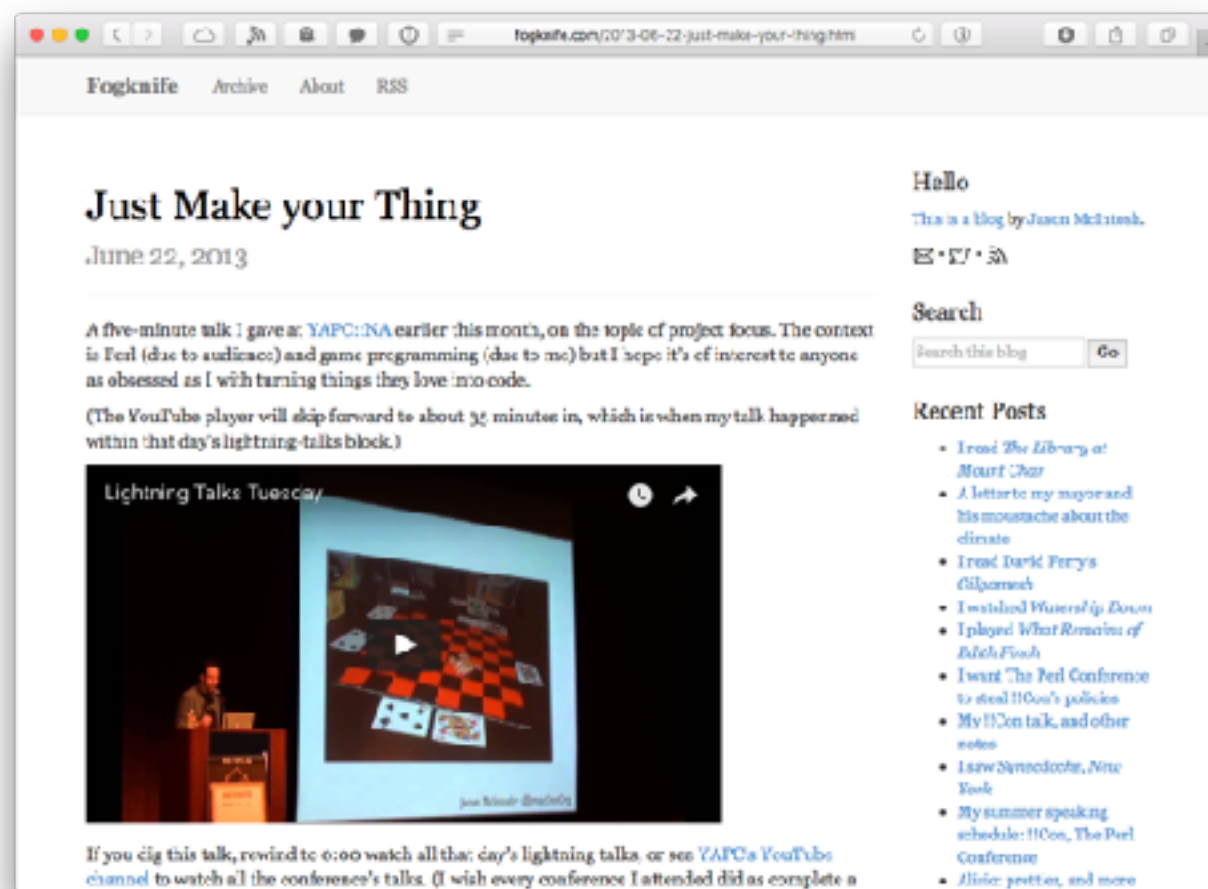 fogknife.com/2013-06-22-just-make-your-thing.html
Fogknife Archive About RSS
Just Make your Thing
June 22, 2013
A five-minute talk I gave at YAPC::NA earlier this month, on the topic of project focus. The context
is Perl (due to audience) and game programming (due to me) but I hope it's of interest to anyone
as obsessed as I with turning things they love into code.
(The YouTube player will skip forward to about 35 minutes in, which is when my talk happened
within that day's lightning-talks block.)
Lightning Talks Tuesday
Jason McIntosh
If you dig this talk, rewind to 0:00 watch all that day's lightning talks, or see YAPC's YouTube
channel to watch all the conference's talks. (I wish every conference I attended did as complete a
Hello
This is a blog by Jason McIntosh.
Search
Search this blog Go
Recent Posts
I read The Library at
Mount Char
A letter to my mayor and
his moustache about the
climate
I read David Ferry's
Gilgamesh
I watched Watership Down
I played What Remains of
Edith Finch
I want The Perl Conference
to steal !!Con's policies
My !!Con talk, and other
notes
I saw Synecdoche, New
York
My summer speaking
schedule: !!Con, The Perl
Conference
and more